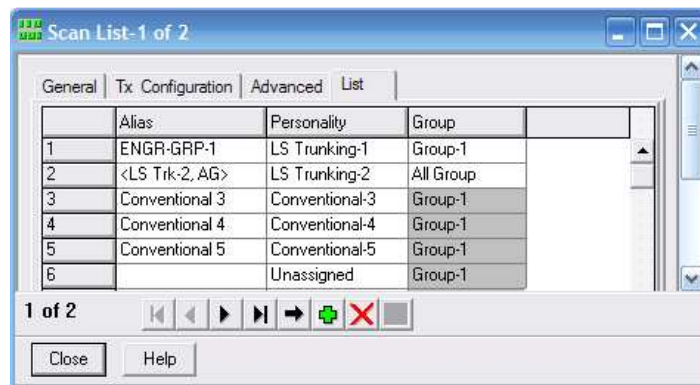 Scan List-1 of 2
General Tx Configuration Advanced List
Alias Personality Group
1 ENGR-GRP-1 LS Trunking-1 Group-1
2 <LS Trk-2, AG> LS Trunking-2 All Group
3 Conventional 3 Conventional-3 Group-1
4 Conventional 4 Conventional-4 Group-1
5 Conventional 5 Conventional-5 Group-1
6 Unassigned Group-1
1 of 2
Close Help